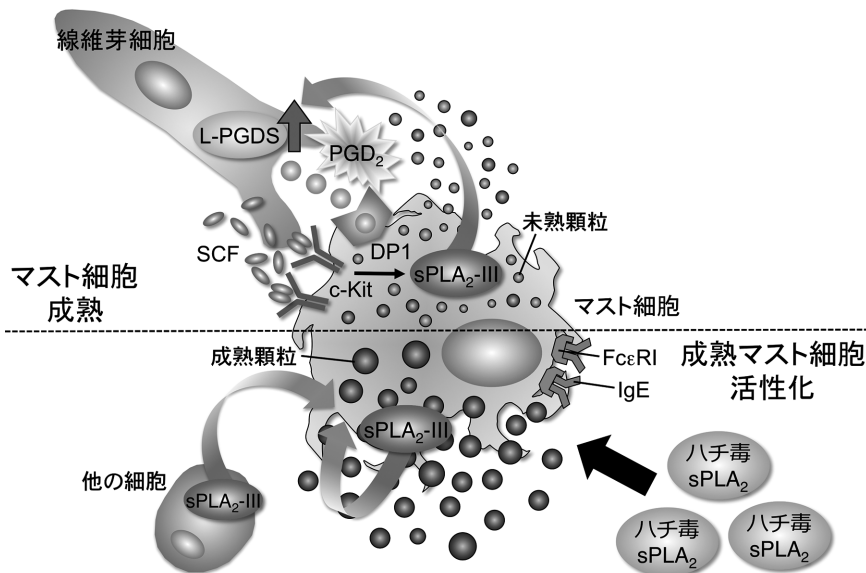 線維芽細胞
L-PGDS
PGD₂
SCF
DP1
未熟顆粒
sPLA₂-III
c-Kit
マスト細胞
成熟
マスト細胞
成熟顆粒
FcεRI
IgE
成熟マスト細胞
活性化
sPLA₂-III
他の細胞
sPLA₂-III
ハチ毒
sPLA₂
ハチ毒
sPLA₂
ハチ毒
sPLA₂